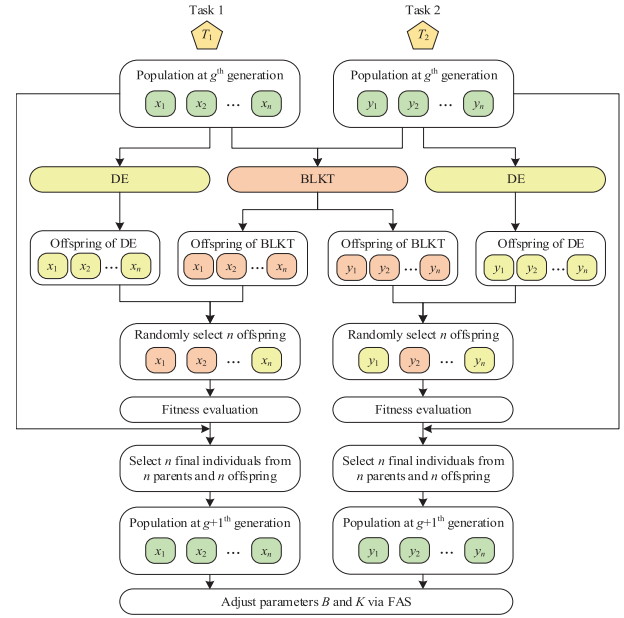 Task 1 Task 2
T₁ T₂
Population at gᵗʰ generation Population at gᵗʰ generation
x₁ x₂ ... xₙ y₁ y₂ ... yₙ
DE BLKT DE
Offspring of DE Offspring of BLKT Offspring of BLKT Offspring of DE
x₁ x₂ ... xₙ x₁ x₂ ... xₙ y₁ y₂ ... yₙ y₁ y₂ ... yₙ
Randomly select n offspring Randomly select n offspring
x₁ x₂ ... xₙ y₁ y₂ ... yₙ
Fitness evaluation Fitness evaluation
Select n final individuals from Select n final individuals from
n parents and n offspring n parents and n offspring
Population at g+1ᵗʰ generation Population at g+1ᵗʰ generation
x₁ x₂ ... xₙ y₁ y₂ ... yₙ
Adjust parameters B and K via FAS